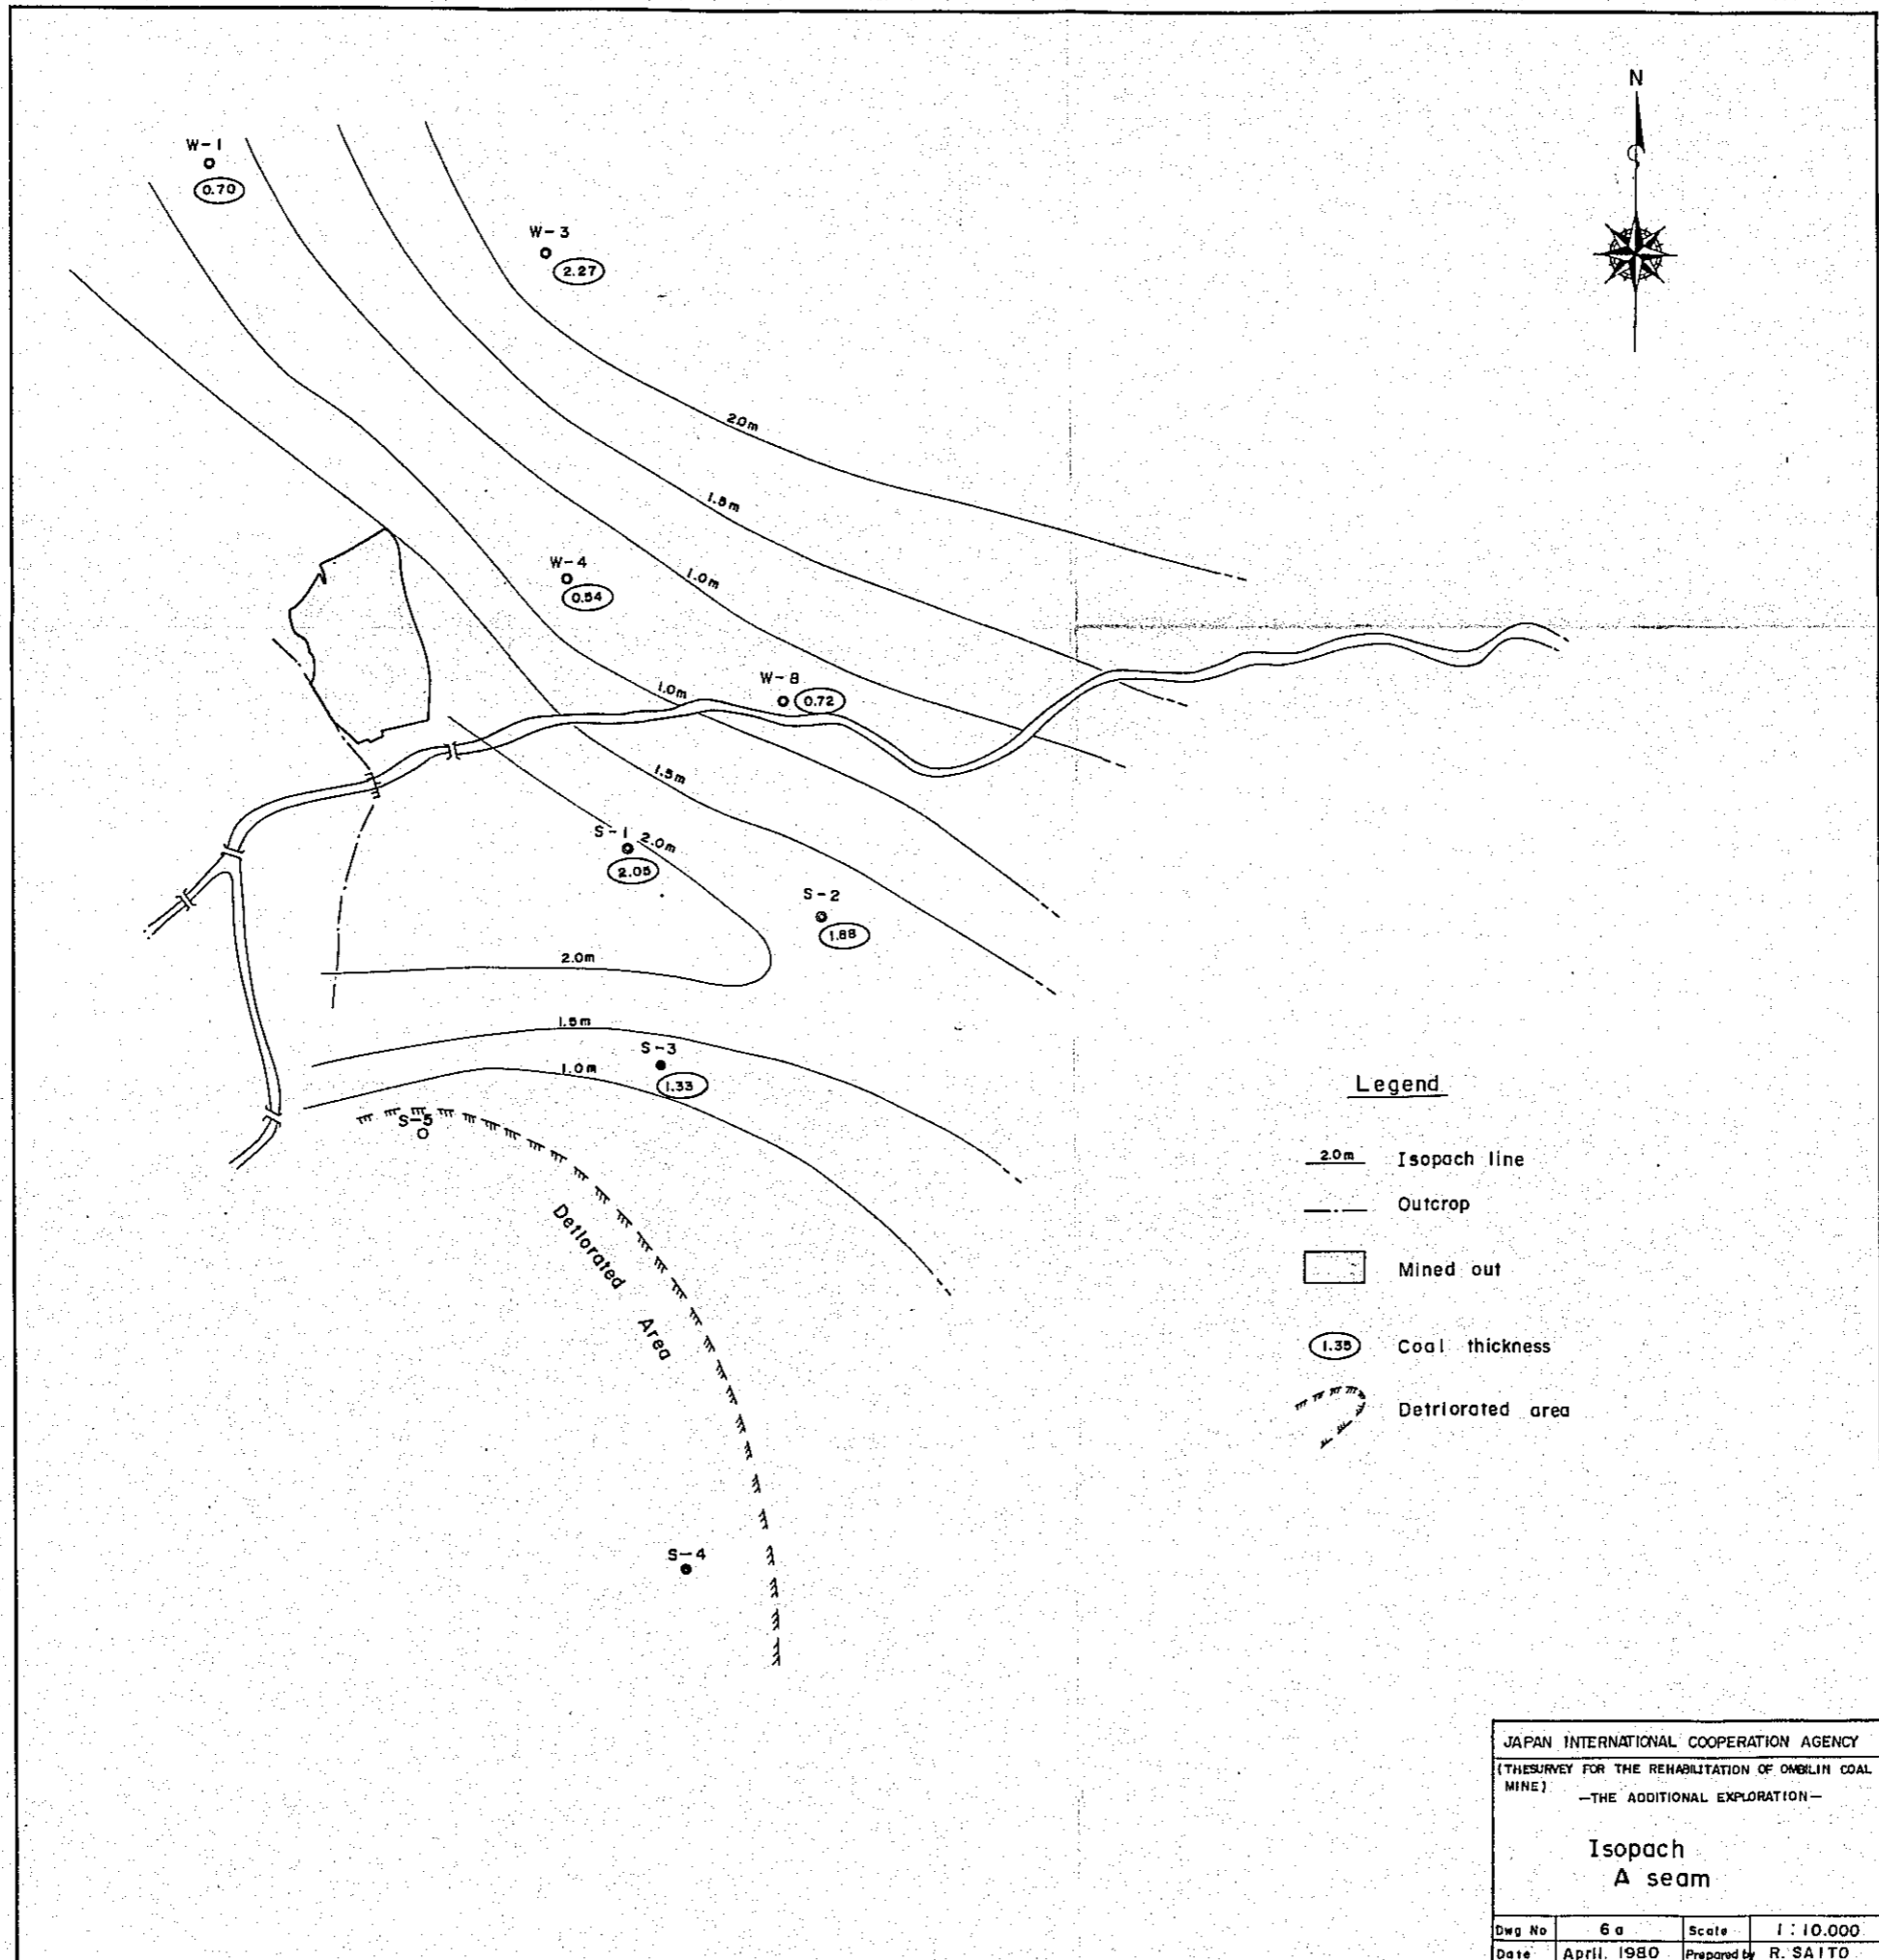 N
W-1
0.70
W-3
2.27
2.0m
1.5m
W-4
0.54
1.0m
W-8
0.72
1.0m
1.5m
S-1
2.0m
2.05
S-2
1.88
2.0m
1.5m
S-3
1.0m
1.33
S-5
Detiorated
Area
S-4
Legend
2.0m Isopach line
Outcrop
Mined out
1.35 Coal thickness
Detriorated area
JAPAN INTERNATIONAL COOPERATION AGENCY
(THESURVEY FOR THE REHABILITATION OF OMBILIN COAL
MINE)
—THE ADDITIONAL EXPLORATION—
Isopach
A seam
Dwg No 6a Scale 1:10.000
Date April. 1980 Prepared by R. SAITO